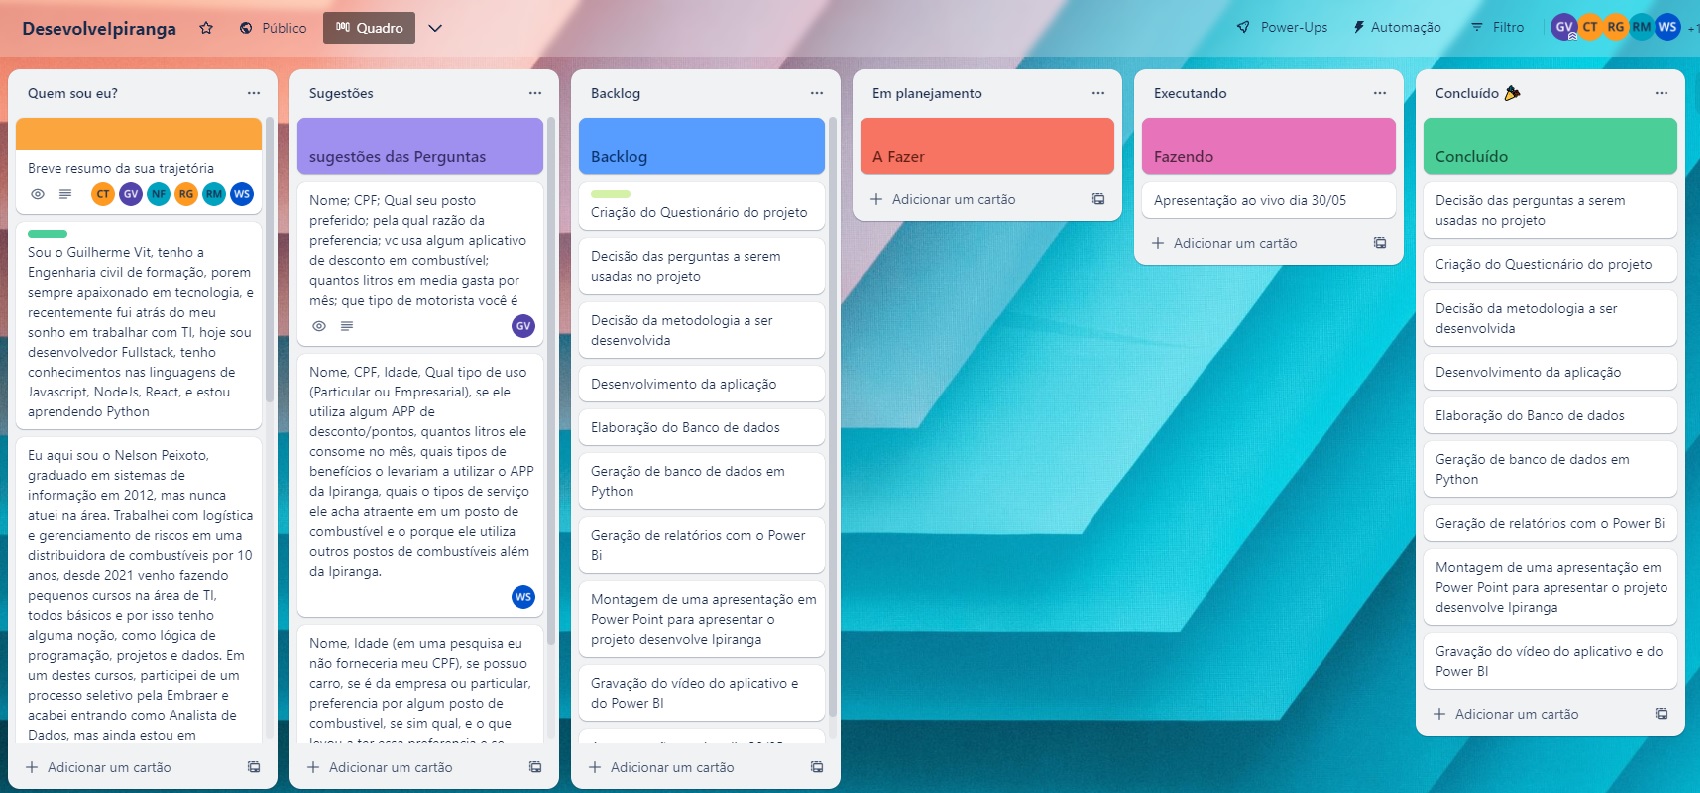 DesevolveIpiranga
Público
Quadro
Power-Ups
Automação
Filtro
GV
CT
RG
RM
WS
Quem sou eu?
Breve resumo da sua trajetória
CT
GV
NF
RG
RM
WS
Sou o Guilherme Vit, tenho a
Engenharia civil de formação, porem
sempre apaixonado em tecnologia, e
recentemente fui atrás do meu
sonho em trabalhar com TI, hoje sou
desenvolvedor Fullstack, tenho
conhecimentos nas linguagens de
Javascript, NodeJs, React, e estou
aprendendo Python
Eu aqui sou o Nelson Peixoto,
graduado em sistemas de
informação em 2012, mas nunca
atuei na área. Trabalhei com logística
e gerenciamento de riscos em uma
distribuidora de combustíveis por 10
anos, desde 2021 venho fazendo
pequenos cursos na área de TI,
todos básicos e por isso tenho
alguma noção, como lógica de
programação, projetos e dados. Em
um destes cursos, participei de um
processo seletivo pela Embraer e
acabei entrando como Analista de
Dados, mas ainda estou em
Adicionar um cartão
Sugestões
sugestões das Perguntas
Nome; CPF; Qual seu posto
preferido; pela qual razão da
preferencia; vc usa algum aplicativo
de desconto em combustível;
quantos litros em media gasta por
mês; que tipo de motorista você é
GV
Nome, CPF, Idade, Qual tipo de uso
(Particular ou Empresarial), se ele
utiliza algum APP de
desconto/pontos, quantos litros ele
consome no mês, quais tipos de
benefícios o levariam a utilizar o APP
da Ipiranga, quais o tipos de serviço
ele acha atraente em um posto de
combustível e o porque ele utiliza
outros postos de combustíveis além
da Ipiranga.
WS
Nome, Idade (em uma pesquisa eu
não forneceria meu CPF), se possuo
carro, se é da empresa ou particular,
preferencia por algum posto de
combustivel, se sim qual, e o que
levou a ter essa preferencia e se
Adicionar um cartão
Backlog
Backlog
Criação do Questionário do projeto
Decisão das perguntas a serem
usadas no projeto
Decisão da metodologia a ser
desenvolvida
Desenvolvimento da aplicação
Elaboração do Banco de dados
Geração de banco de dados em
Python
Geração de relatórios com o Power
Bi
Montagem de uma apresentação em
Power Point para apresentar o
projeto desenvolve Ipiranga
Gravação do vídeo do aplicativo e
do Power BI
Adicionar um cartão
Em planejamento
A Fazer
Adicionar um cartão
Executando
Fazendo
Apresentação ao vivo dia 30/05
Adicionar um cartão
Concluído
Concluído
Decisão das perguntas a serem
usadas no projeto
Criação do Questionário do projeto
Decisão da metodologia a ser
desenvolvida
Desenvolvimento da aplicação
Elaboração do Banco de dados
Geração de banco de dados em
Python
Geração de relatórios com o Power Bi
Montagem de uma apresentação em
Power Point para apresentar o projeto
desenvolve Ipiranga
Gravação do vídeo do aplicativo e do
Power BI
Adicionar um cartão